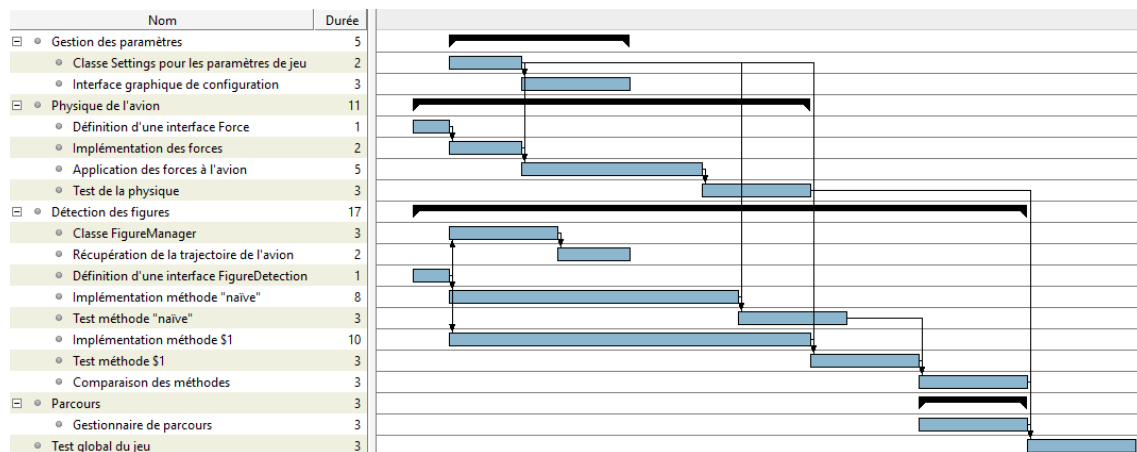 Nom Durée
Gestion des paramètres 5
Classe Settings pour les paramètres de jeu 2
Interface graphique de configuration 3
Physique de l'avion 11
Définition d'une interface Force 1
Implémentation des forces 2
Application des forces à l'avion 5
Test de la physique 3
Détection des figures 17
Classe FigureManager 3
Récupération de la trajectoire de l'avion 2
Définition d'une interface FigureDetection 1
Implémentation méthode "naïve" 8
Test méthode "naïve" 3
Implémentation méthode $1 10
Test méthode $1 3
Comparaison des méthodes 3
Parcours 3
Gestionnaire de parcours 3
Test global du jeu 3